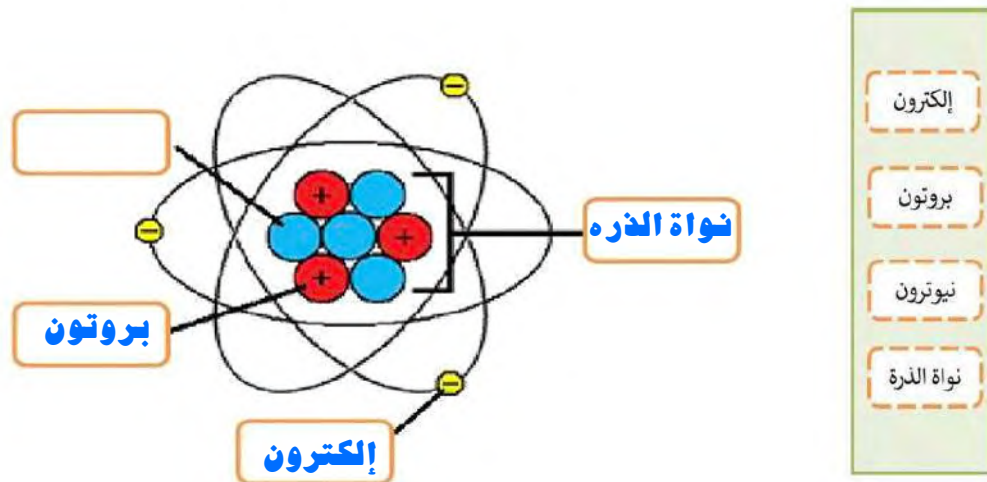 إلكترون
بروتون
نيوترون
نواة الذرة
نواة الذره
بروتون
إلكترون
+
+
+
−
−
−